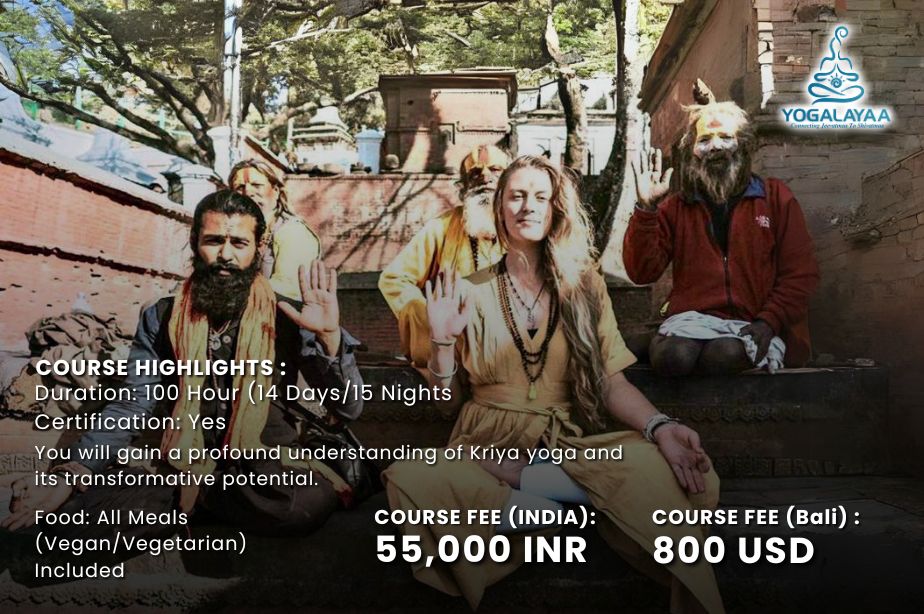 YOGALAYAA
Connecting Jeevatmas To Shivatmas
COURSE HIGHLIGHTS :
Duration: 100 Hour (14 Days/15 Nights
Certification: Yes
You will gain a profound understanding of Kriya yoga and
its transformative potential.
Food: All Meals
(Vegan/Vegetarian)
Included
COURSE FEE (INDIA):
55,000 INR
COURSE FEE (Bali) :
800 USD